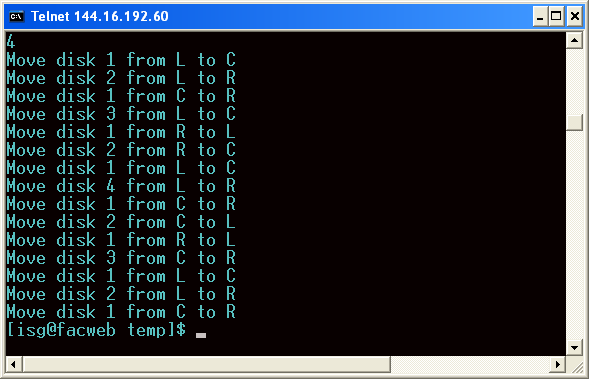 Telnet 144.16.192.60
4
Move disk 1 from L to C
Move disk 2 from L to R
Move disk 1 from C to R
Move disk 3 from L to C
Move disk 1 from R to L
Move disk 2 from R to C
Move disk 1 from L to C
Move disk 4 from L to R
Move disk 1 from C to R
Move disk 2 from C to L
Move disk 1 from R to L
Move disk 3 from C to R
Move disk 1 from L to C
Move disk 2 from L to R
Move disk 1 from C to R
[isg@facweb temp]$